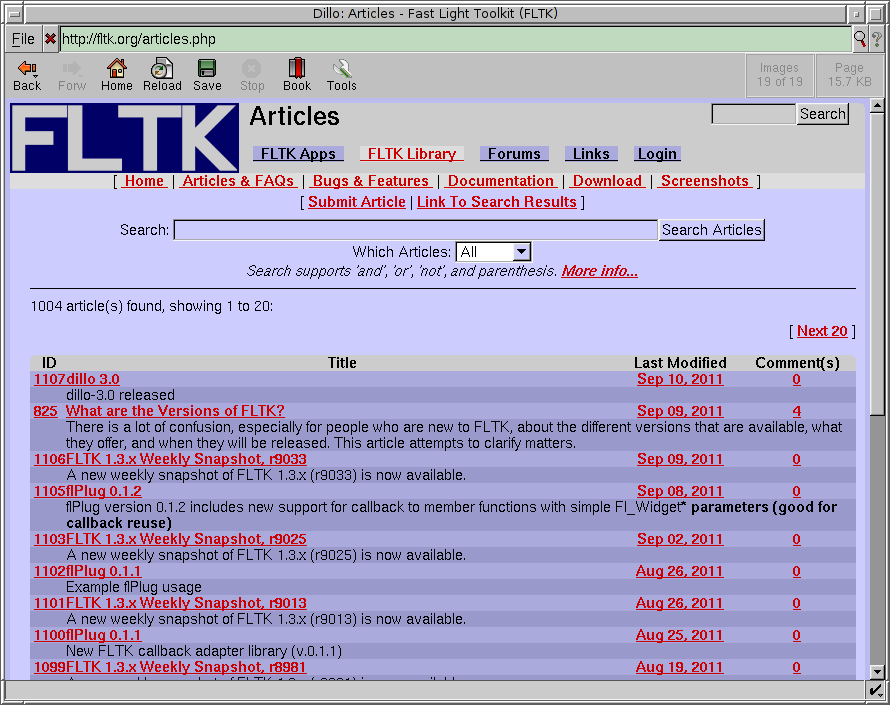 Dillo: Articles - Fast Light Toolkit (FLTK)
File http://fltk.org/articles.php ?
Back Forw Home Reload Save Stop Book Tools
Images
19 of 19
Page
15.7 KB
FLTK Articles Search
FLTK Apps FLTK Library Forums Links Login
[ Home | Articles & FAQs | Bugs & Features | Documentation | Download | Screenshots ]
[ Submit Article | Link To Search Results ]
Search: Search Articles
Which Articles: All
Search supports 'and', 'or', 'not', and parenthesis. More info...
1004 article(s) found, showing 1 to 20:
[ Next 20 ]
ID Title Last Modified Comment(s)
1107 dillo 3.0 Sep 10, 2011 0
dillo-3.0 released
825 What are the Versions of FLTK? Sep 09, 2011 4
There is a lot of confusion, especially for people who are new to FLTK, about the different versions that are available, what
they offer, and when they will be released. This article attempts to clarify matters.
1106 FLTK 1.3.x Weekly Snapshot, r9033 Sep 09, 2011 0
A new weekly snapshot of FLTK 1.3.x (r9033) is now available.
1105 flPlug 0.1.2 Sep 08, 2011 0
flPlug version 0.1.2 includes new support for callback to member functions with simple Fl_Widget* parameters (good for
callback reuse)
1103 FLTK 1.3.x Weekly Snapshot, r9025 Sep 02, 2011 0
A new weekly snapshot of FLTK 1.3.x (r9025) is now available.
1102 flPlug 0.1.1 Aug 26, 2011 0
Example flPlug usage
1101 FLTK 1.3.x Weekly Snapshot, r9013 Aug 26, 2011 0
A new weekly snapshot of FLTK 1.3.x (r9013) is now available.
1100 flPlug 0.1.1 Aug 25, 2011 0
New FLTK callback adapter library (v.0.1.1)
1099 FLTK 1.3.x Weekly Snapshot, r8981 Aug 19, 2011 0